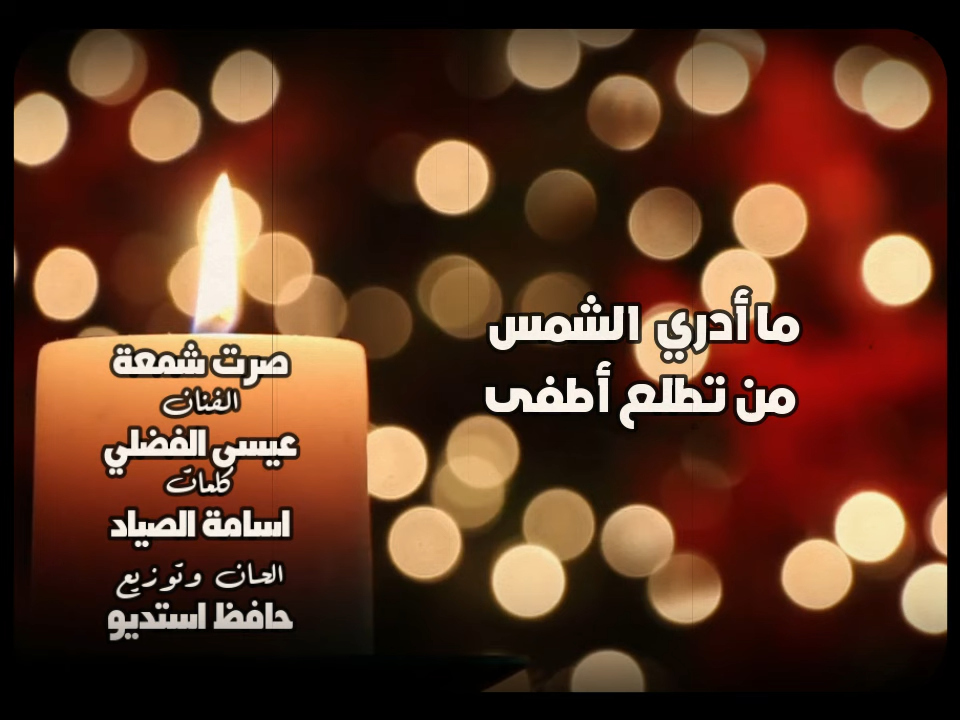 صرت شمعة
الفنان
عيسى الفضلي
كلمات
اسامة الصياد
الحان وتوزيع
حافظ استديو
ما أدري الشمس
من تطلع أطفى